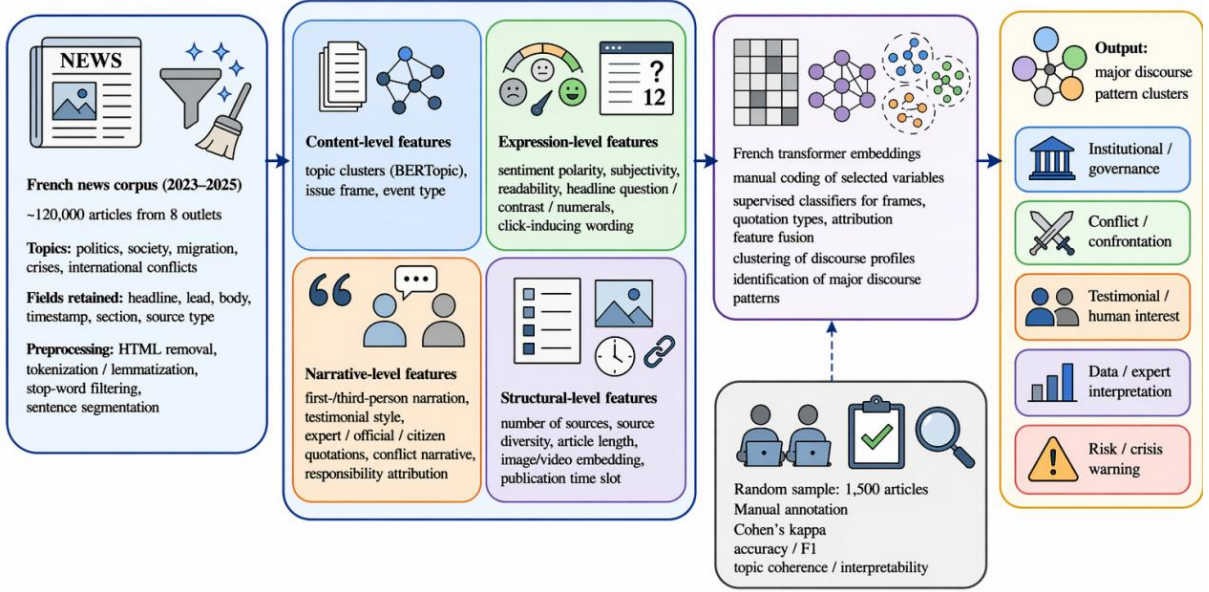 NEWS
French news corpus (2023–2025)
~120,000 articles from 8 outlets
Topics: politics, society, migration,
crises, international conflicts
Fields retained: headline, lead, body,
timestamp, section, source type
Preprocessing: HTML removal,
tokenization / lemmatization,
stop-word filtering,
sentence segmentation
Content-level features
topic clusters (BERTopic),
issue frame, event type
?
12
Expression-level features
sentiment polarity, subjectivity,
readability, headline question /
contrast / numerals,
click-inducing wording
Narrative-level features
first-/third-person narration,
testimonial style,
expert / official / citizen
quotations, conflict narrative,
responsibility attribution
Structural-level features
number of sources, source
diversity, article length,
image/video embedding,
publication time slot
French transformer embeddings
manual coding of selected variables
supervised classifiers for frames,
quotation types, attribution
feature fusion
clustering of discourse profiles
identification of major discourse
patterns
Random sample: 1,500 articles
Manual annotation
Cohen's kappa
accuracy / F1
topic coherence / interpretability
Output:
major discourse
pattern clusters
Institutional /
governance
Conflict /
confrontation
Testimonial /
human interest
Data / expert
interpretation
Risk / crisis
warning